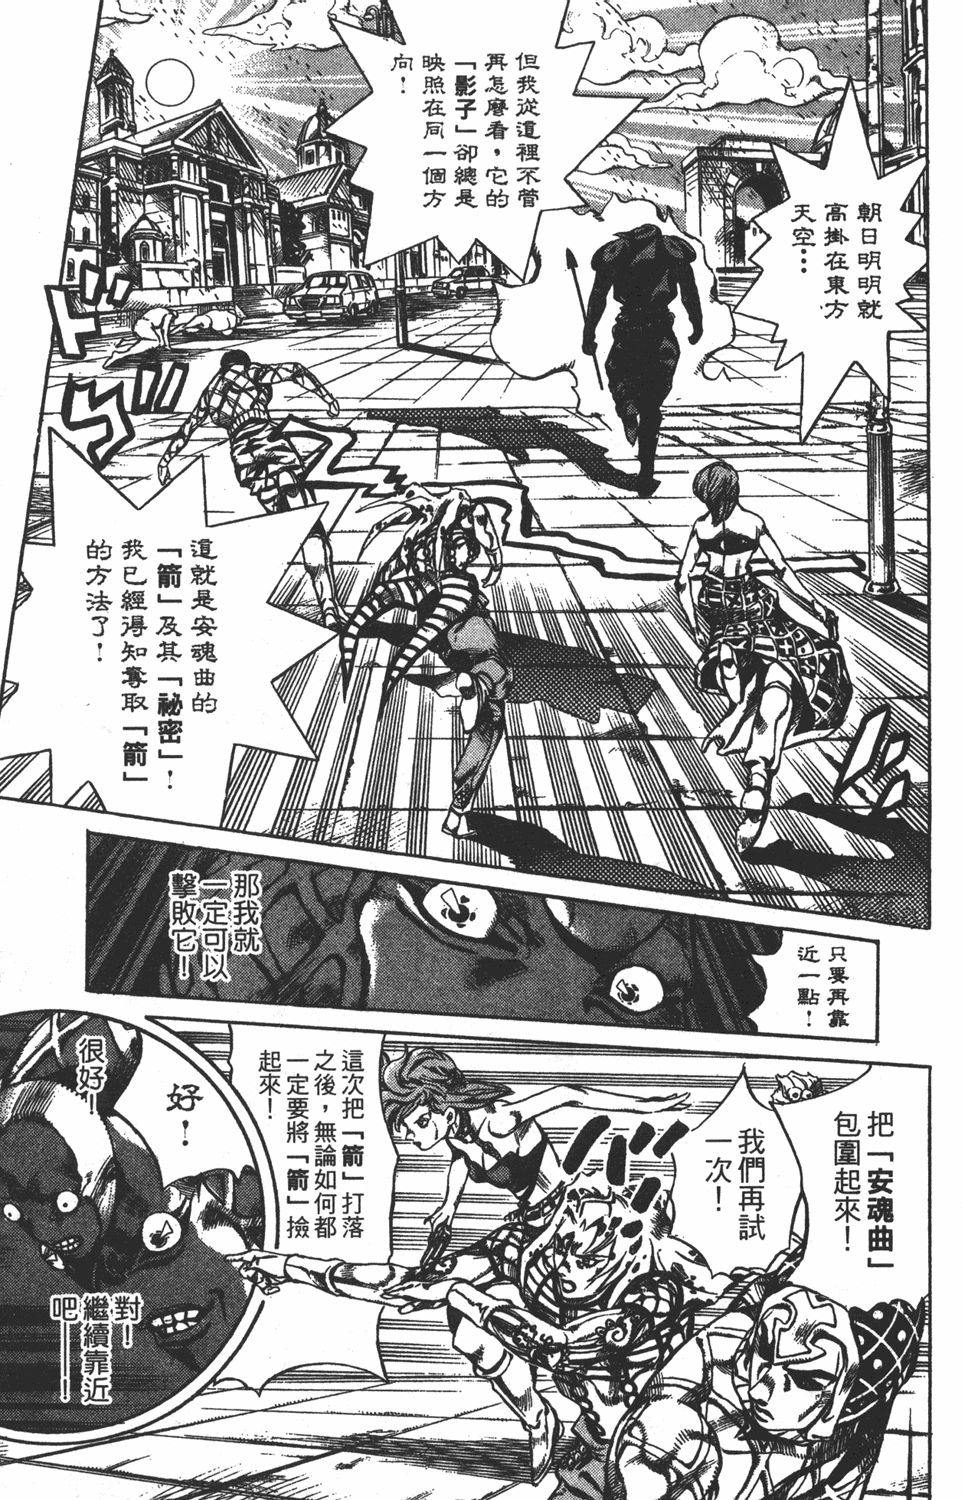 朝日明明就
高掛在東方
天空…
但我從這裡不管
再怎麼看，它的
「影子」卻總是
映照在同一個方
向！
這就是安魂曲的
「箭」及其「祕密」！
我已經得知奪取「箭」
的方法了！
只要再靠
近一點！
那我就
一定可以
擊敗它！
把「安魂曲」
包圍起來！
我們再試
一次！
這次把「箭」打落
之後，無論如何都
一定要將「箭」撿
起來！
好！
很好！
對！
繼續靠近
吧——！